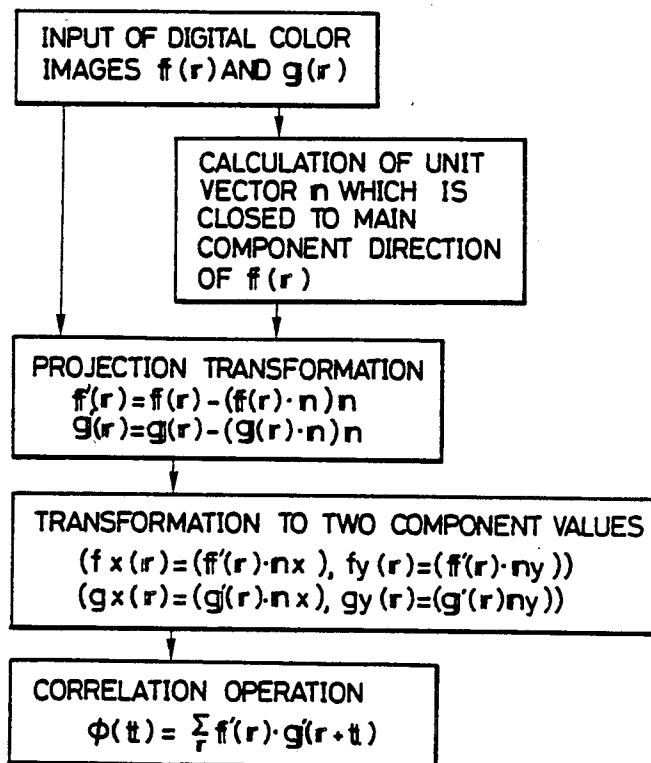 INPUT OF DIGITAL COLOR
IMAGES f(r) AND g(r)
CALCULATION OF UNIT
VECTOR n WHICH IS
CLOSED TO MAIN
COMPONENT DIRECTION
OF f(r)
PROJECTION TRANSFORMATION
f'(r)=f(r)-(f(r)·n)n
g'(r)=g(r)-(g(r)·n)n
TRANSFORMATION TO TWO COMPONENT VALUES
(fx(r)=(f'(r)·nx), fy(r)=(f'(r)·ny))
(gx(r)=(g'(r)·nx), gy(r)=(g'(r)ny))
CORRELATION OPERATION
φ(t)= Σr f'(r)·g'(r+t)